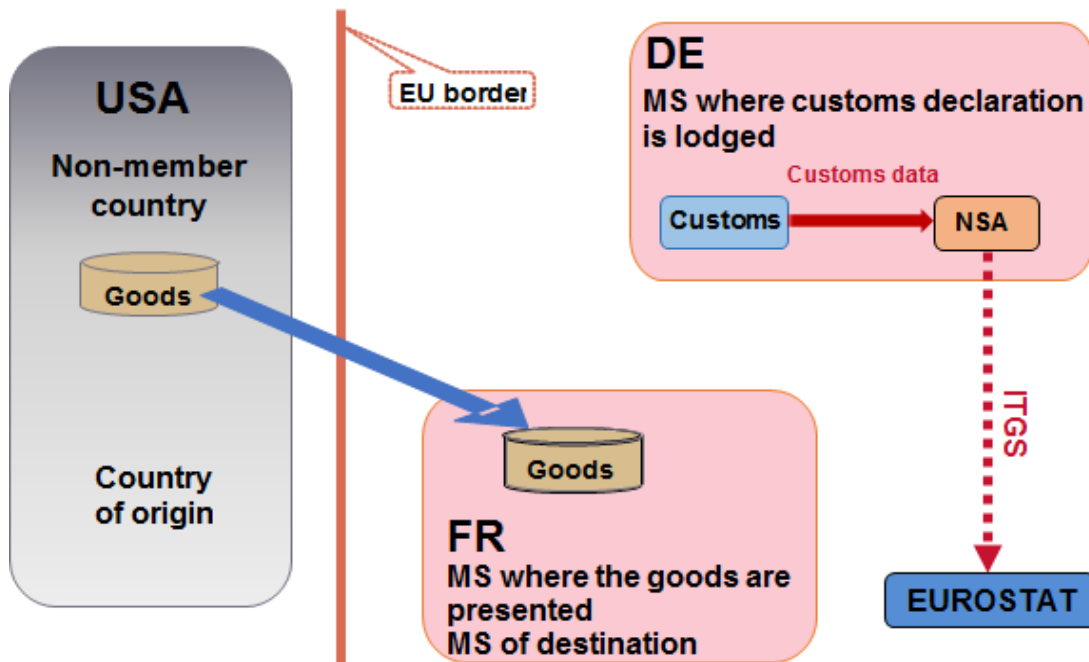 USA
Non-member
country
Goods
Country
of origin
EU border
DE
MS where customs declaration
is lodged
Customs data
Customs
NSA
ITGS
Goods
FR
MS where the goods are
presented
MS of destination
EUROSTAT